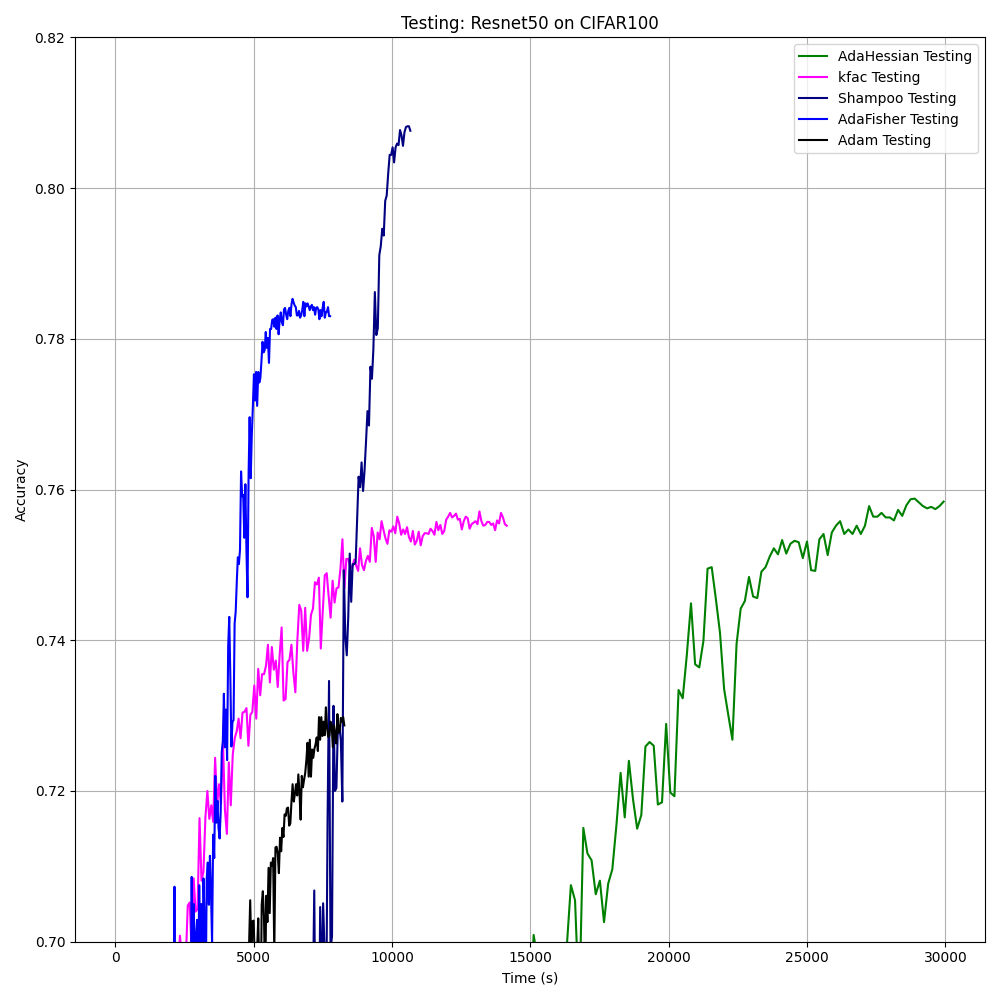 Testing: Resnet50 on CIFAR100
AdaHessian Testing
kfac Testing
Shampoo Testing
AdaFisher Testing
Adam Testing
Accuracy
0.82
0.80
0.78
0.76
0.74
0.72
0.70
0
5000
10000
15000
20000
25000
30000
Time (s)